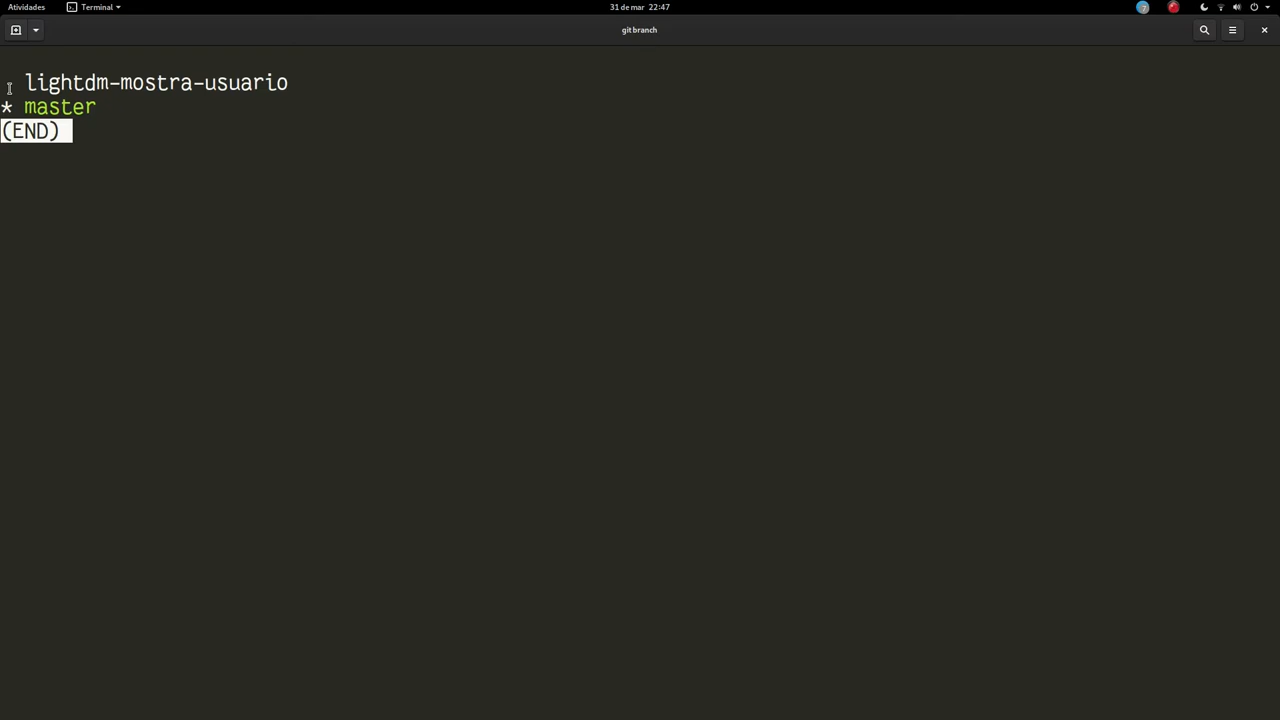 Atividades Terminal 31 de mar 22:47
git branch
lightdm-mostra-usuario
* master
(END)